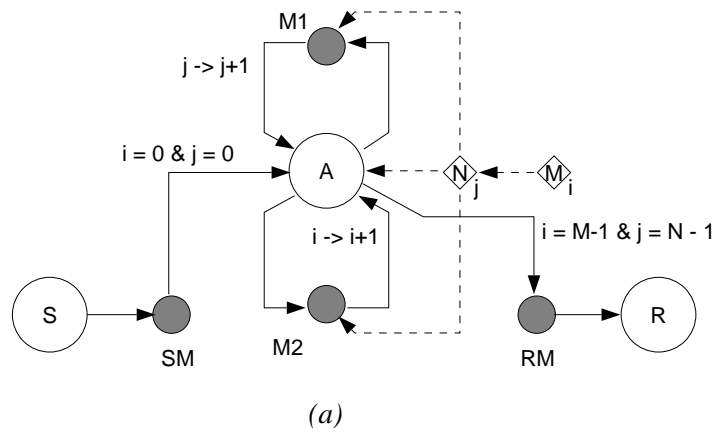 M1
j -> j+1
i = 0 & j = 0
A
N j
M i
i -> i+1
i = M-1 & j = N - 1
S
R
M2
SM
RM
(a)